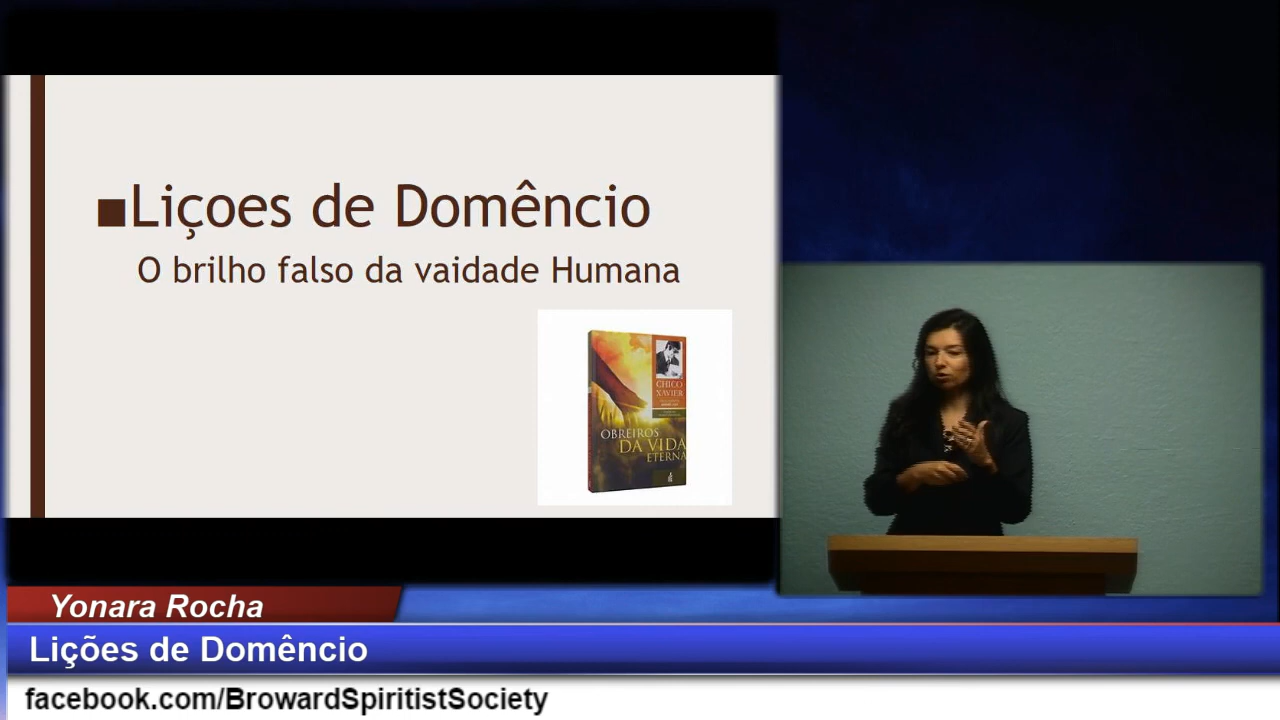 Liçoes de Domêncio
O brilho falso da vaidade Humana
CHICO
XAVIER
OBREIROS
DA VIDA
ETERNA
Yonara Rocha
Lições de Domêncio
facebook.com/BrowardSpiritistSociety